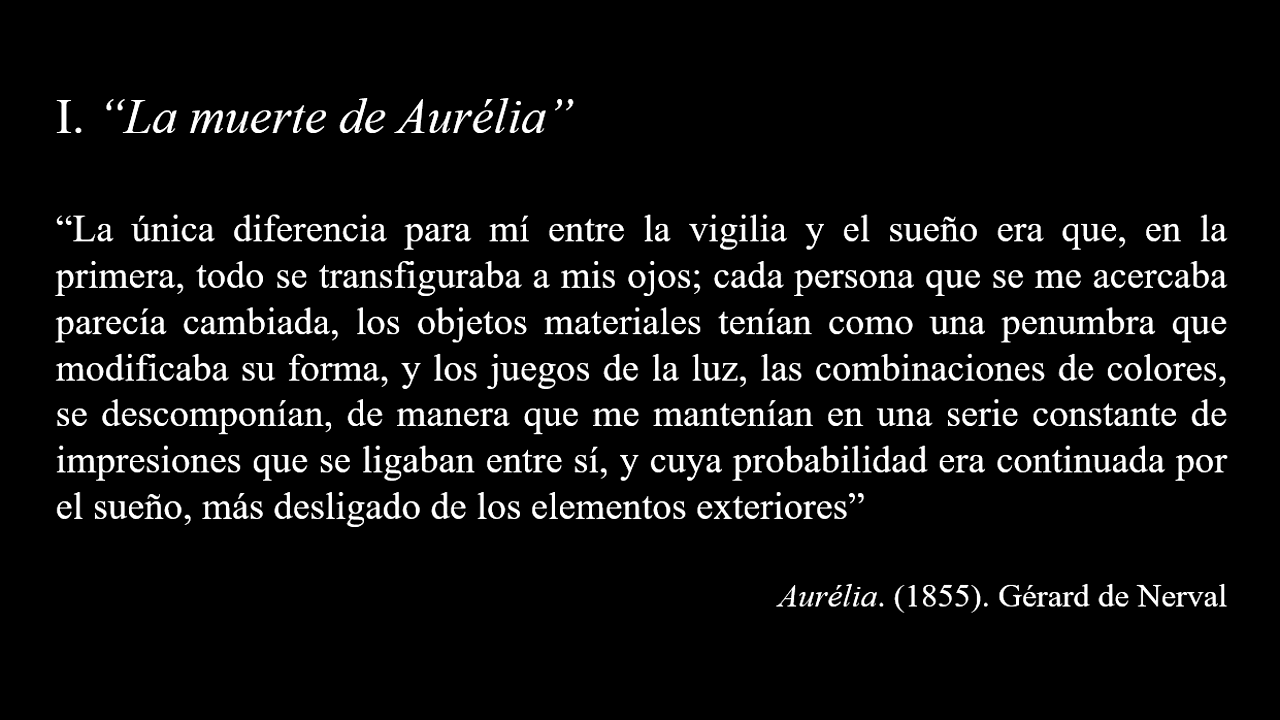 I. “La muerte de Aurélia”
“La única diferencia para mí entre la vigilia y el sueño era que, en la
primera, todo se transfiguraba a mis ojos; cada persona que se me acercaba
parecía cambiada, los objetos materiales tenían como una penumbra que
modificaba su forma, y los juegos de la luz, las combinaciones de colores,
se descomponían, de manera que me mantenían en una serie constante de
impresiones que se ligaban entre sí, y cuya probabilidad era continuada por
el sueño, más desligado de los elementos exteriores”
Aurélia. (1855). Gérard de Nerval